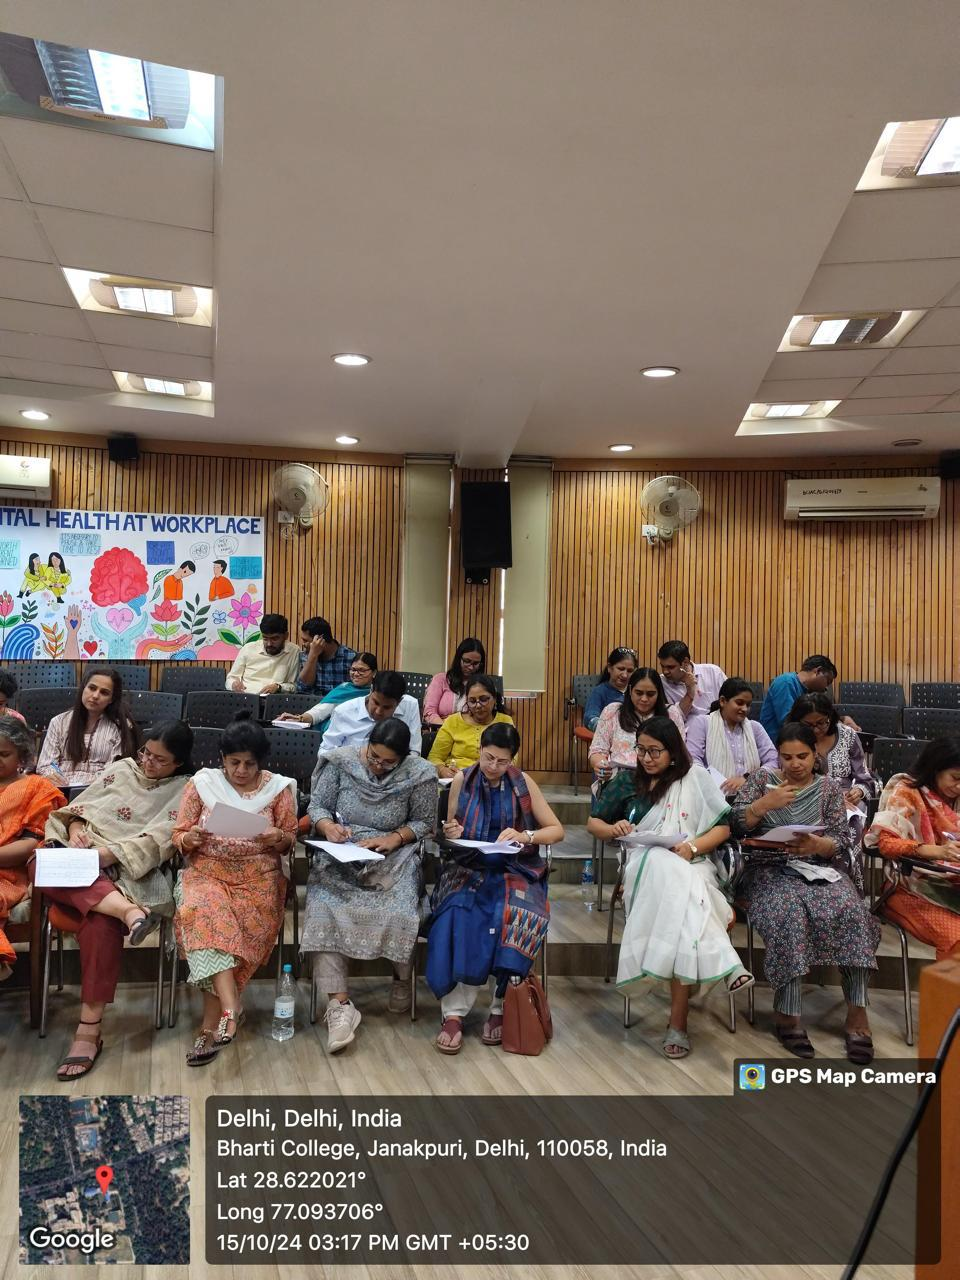 NTAL HEALTH AT WORKPLACE
GPS Map Camera
Delhi, Delhi, India
Bharti College, Janakpuri, Delhi, 110058, India
Lat 28.622021°
Long 77.093706°
15/10/24 03:17 PM GMT +05:30
Google